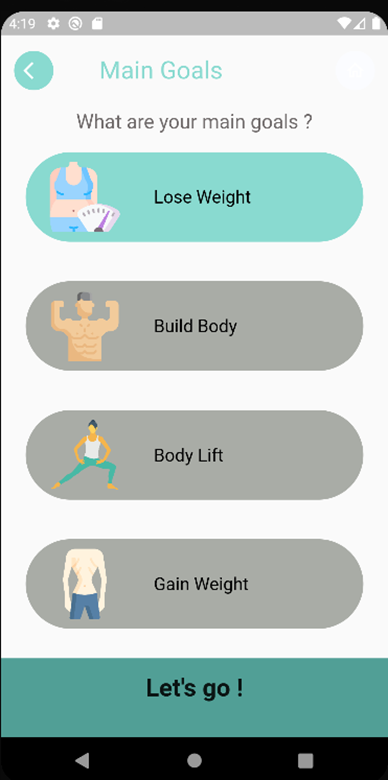 4:19
Main Goals
What are your main goals ?
Lose Weight
Build Body
Body Lift
Gain Weight
Let's go !